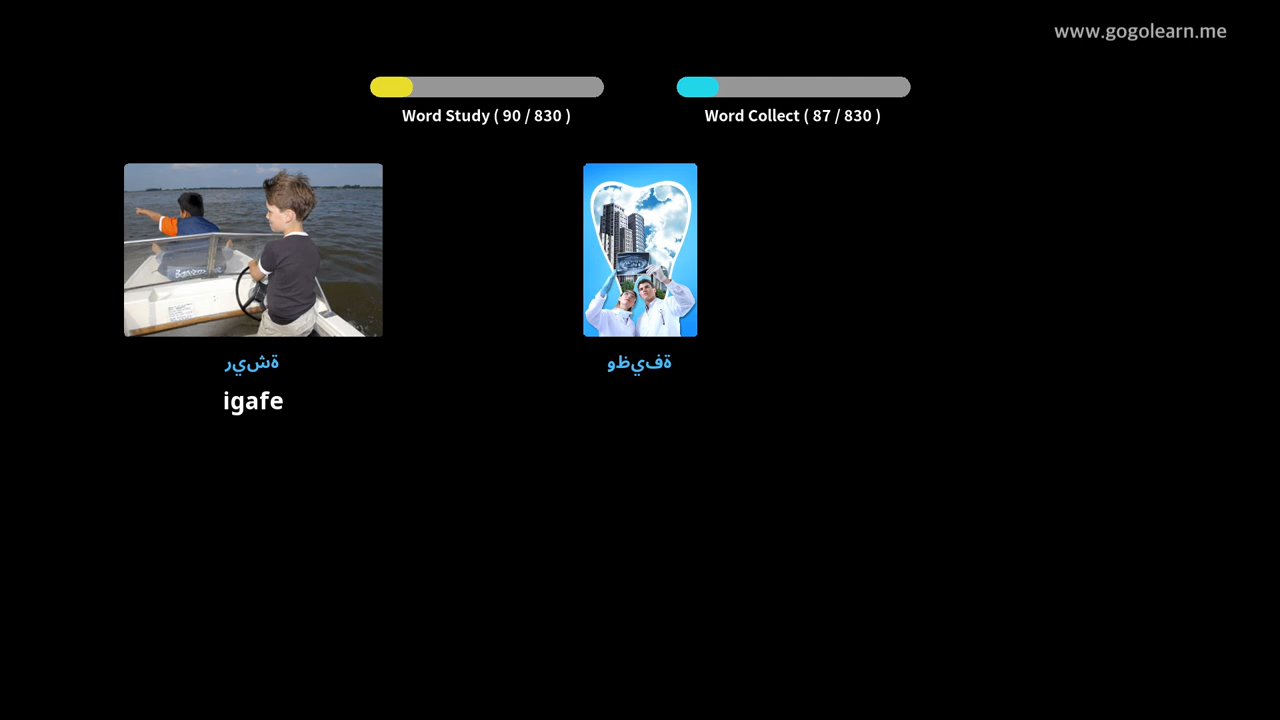 www.gogolearn.me
Word Study ( 90 / 830 )
Word Collect ( 87 / 830 )
ةشير
igafe
ةفيظو